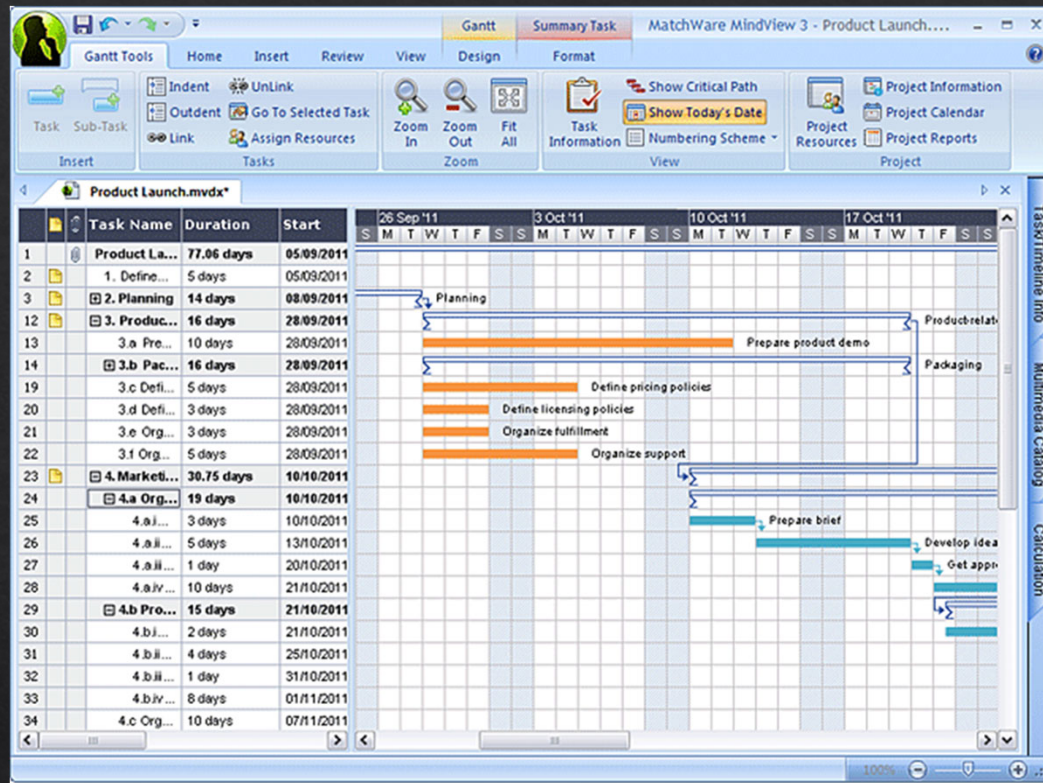 Gantt Summary Task MatchWare MindView 3 - Product Launch....
Gantt Tools Home Insert Review View Design Format
Task
Sub-Task
Insert
Indent UnLink
Outdent Go To Selected Task
Link Assign Resources
Tasks
Zoom In
Zoom Out
Fit All
Zoom
Task Information
Show Critical Path
Show Today's Date
Numbering Scheme
View
Project Resources
Project Information
Project Calendar
Project Reports
Project
Product Launch.mvdx*
Task Name Duration Start
26 Sep '11 3 Oct '11 10 Oct '11 17 Oct '11
S M T W T F S S M T W T F S S M T W T F S S M T W T F S S
1 Product La... 77.06 days 05/09/2011
2 1. Define... 5 days 05/09/2011
3 2. Planning 14 days 08/09/2011 Planning
12 3. Produc... 16 days 28/09/2011 Product-relat
13 3.a Pre... 10 days 28/09/2011 Prepare product demo
14 3.b Pac... 16 days 28/09/2011 Packaging
19 3.c Defi... 5 days 28/09/2011 Define pricing policies
20 3.d Defi... 3 days 28/09/2011 Define licensing policies
21 3.e Org... 3 days 28/09/2011 Organize fulfillment
22 3.f Org... 5 days 28/09/2011 Organize support
23 4. Marketi... 30.75 days 10/10/2011
24 4.a Org... 19 days 10/10/2011
25 4.a.i... 3 days 10/10/2011 Prepare brief
26 4.a.ii... 5 days 13/10/2011 Develop idea
27 4.a.iii... 1 day 20/10/2011 Get appr
28 4.a.iv... 10 days 21/10/2011
29 4.b Pro... 15 days 21/10/2011
30 4.b.i... 2 days 21/10/2011
31 4.b.ii... 4 days 25/10/2011
32 4.b.iii... 1 day 31/10/2011
33 4.b.iv... 8 days 01/11/2011
34 4.c Org... 10 days 07/11/2011
Task Timeline Info
Multimedia Catalog
Calculation
100%